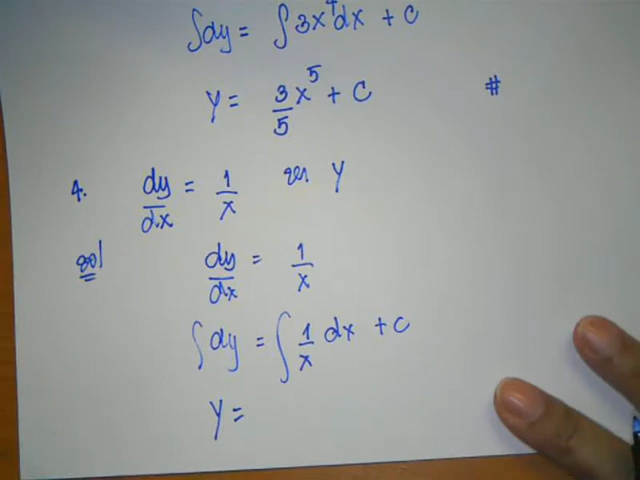 ∫dy = ∫3x⁴dx + C
y = 3/5 x⁵ + C #
4. dy/dx = 1/x หา y
sol dy/dx = 1/x
∫dy = ∫1/x dx + C
y =